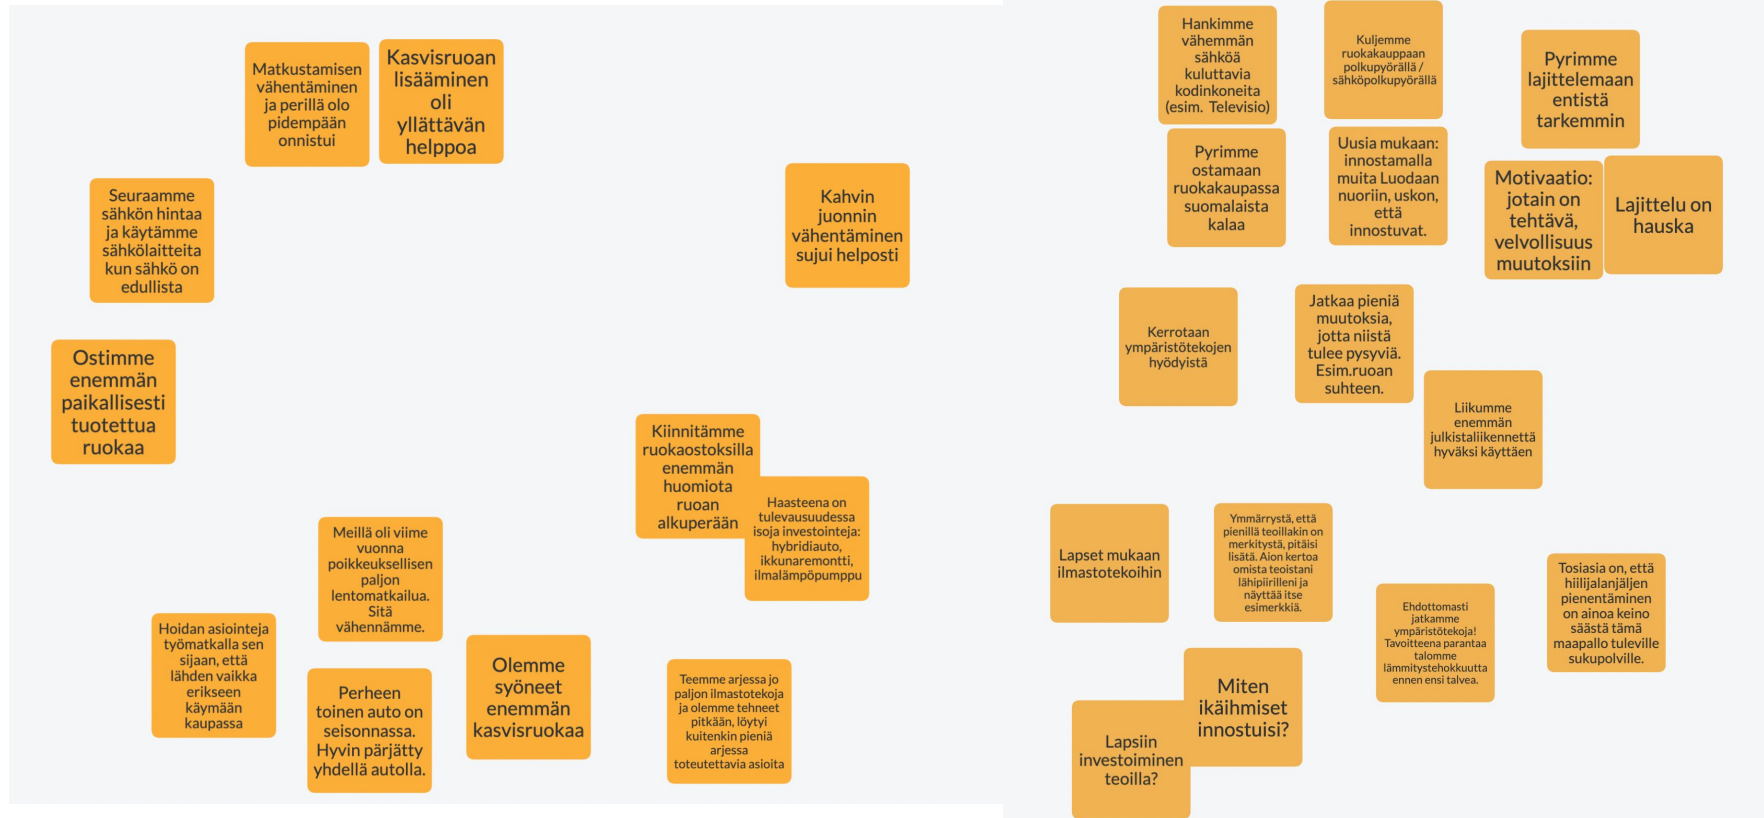 Matkustamisen
vähentäminen
ja perillä olo
pidempään
onnistui
Kasvisruoan
lisääminen
oli
yllättävän
helppoa
Seuraamme
sähkön hintaa
ja käytämme
sähkölaitteita
kun sähkö on
edullista
Kahvin
juonnin
vähentäminen
sujui helposti
Ostimme
enemmän
paikallisesti
tuotettua
ruokaa
Kiinnitämme
ruokaostoksilla
enemmän
huomiota
ruoan
alkuperään
Haasteena on
tulevausuudessa
isoja investointeja:
hybridiauto,
ikkunaremontti,
ilmalämpöpumppu
Meillä oli viime
vuonna
poikkeuksellisen
paljon
lentomatkailua.
Sitä
vähennämme.
Hoidan asiointeja
työmatkalla sen
sijaan, että
lähden vaikka
erikseen
käymään
kaupassa
Perheen
toinen auto on
seisonnassa.
Hyvin pärjätty
yhdellä autolla.
Olemme
syöneet
enemmän
kasvisruokaa
Teemme arjessa jo
paljon ilmastotekoja
ja olemme tehneet
pitkään, löytyi
kuitenkin pieniä
arjessa
toteutettavia asioita
Hankimme
vähemmän
sähköä
kuluttavia
kodinkoneita
(esim. Televisio)
Kuljemme
ruokakauppaan
polkupyörällä /
sähköpolkupyörällä
Pyrimme
lajittelemaan
entistä
tarkemmin
Pyrimme
ostamaan
ruokakaupassa
suomalaista
kalaa
Uusia mukaan:
innostamalla
muita Luodaan
nuoriin, uskon,
että
innostuvat.
Motivaatio:
jotain on
tehtävä,
velvollisuus
muutoksiin
Lajittelu on
hauska
Kerrotaan
ympäristötekojen
hyödyistä
Jatkaa pieniä
muutoksia,
jotta niistä
tulee pysyviä.
Esim.ruoan
suhteen.
Liikumme
enemmän
julkistaliikennettä
hyväksi käyttäen
Lapset mukaan
ilmastotekoihin
Ymmärrystä, että
pienillä teoillakin on
merkitystä, pitäisi
lisätä. Aion kertoa
omista teoistani
lähipiirilleni ja
näyttää itse
esimerkkiä.
Ehdottomasti
jatkamme
ympäristötekoja!
Tavoitteena parantaa
talomme
lämmitystehokkuutta
ennen ensi talvea.
Tosiasia on, että
hiilijalanjäljen
pienentäminen
on ainoa keino
säästä tämä
maapallo tuleville
sukupolville.
Miten
ikäihmiset
innostuisi?
Lapsiin
investoiminen
teoilla?